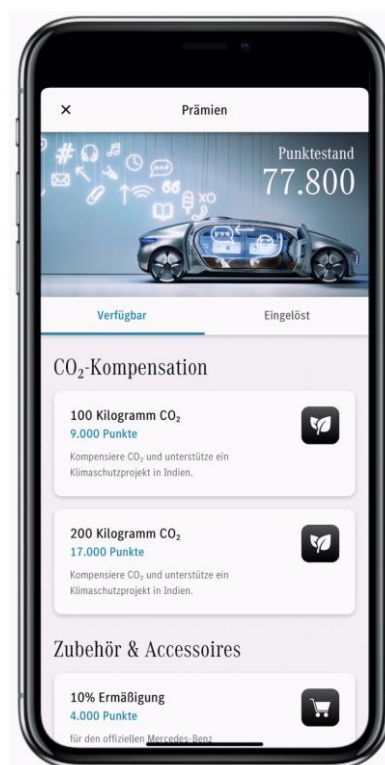 Prämien
Punktestand
77.800
Verfügbar
Eingelöst
CO₂-Kompensation
100 Kilogramm CO₂
9.000 Punkte
Kompensiere CO₂ und unterstütze ein
Klimaschutzprojekt in Indien.
200 Kilogramm CO₂
17.000 Punkte
Kompensiere CO₂ und unterstütze ein
Klimaschutzprojekt in Indien.
Zubehör & Accessoires
10% Ermäßigung
4.000 Punkte
für den offiziellen Mercedes-Benz